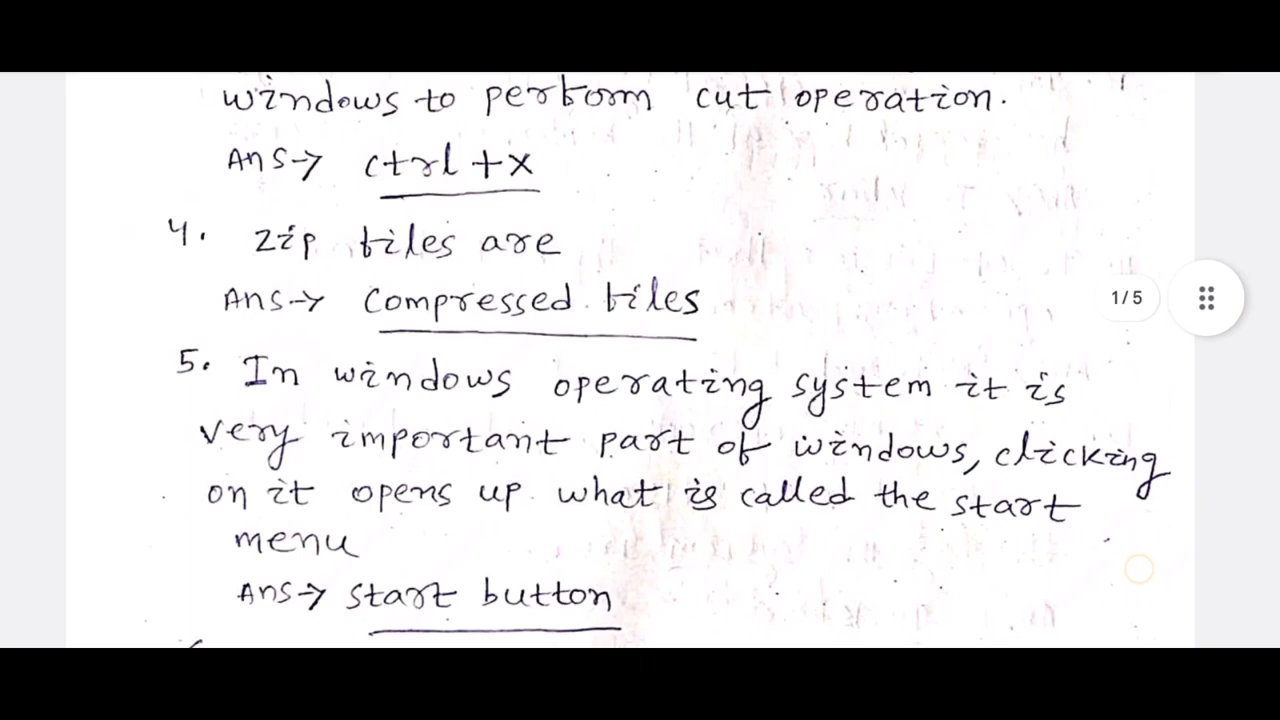 windows to perform cut operation.
Ans→ ctrl+x
4. zip files are
Ans→ compressed files
1/5
5. In windows operating system it is
very important part of windows, clicking
on it opens up what is called the start
menu
Ans→ start button